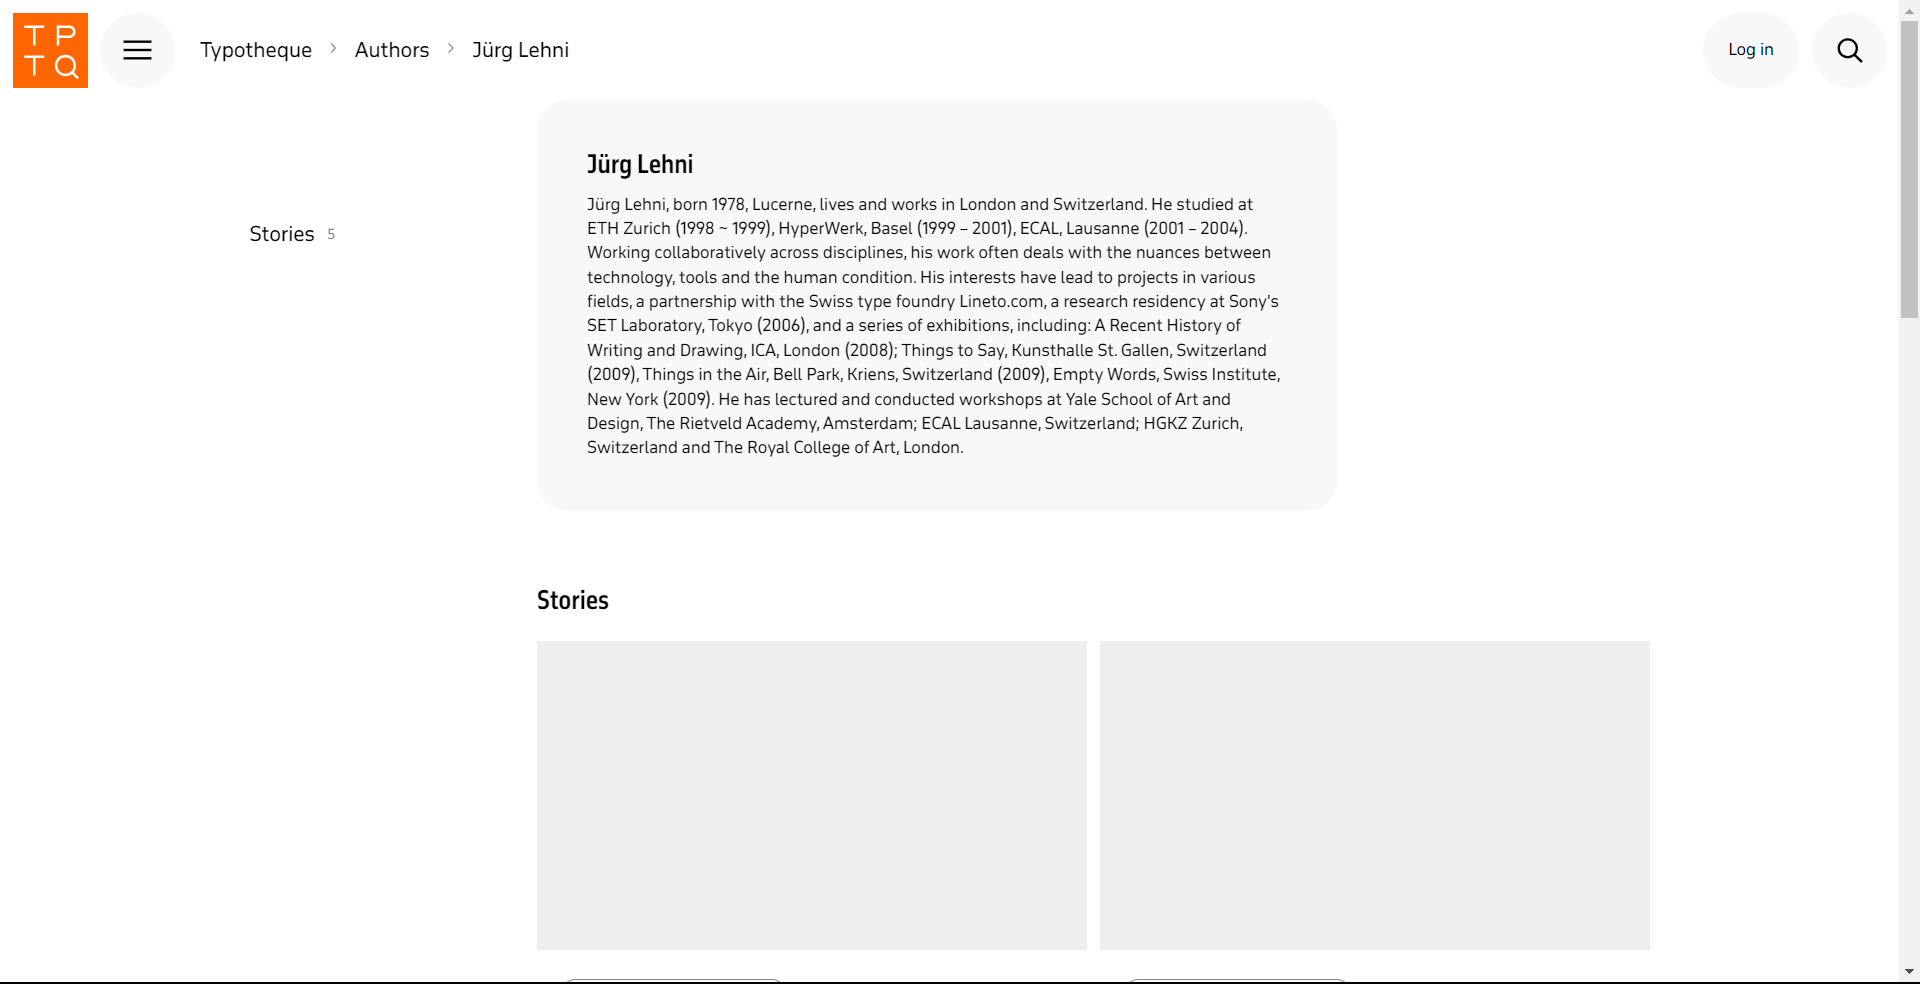 TP
TQ
Typotheque > Authors > Jürg Lehni
Log in
Jürg Lehni
Jürg Lehni, born 1978, Lucerne, lives and works in London and Switzerland. He studied at
ETH Zurich (1998 ~ 1999), HyperWerk, Basel (1999 – 2001), ECAL, Lausanne (2001 – 2004).
Working collaboratively across disciplines, his work often deals with the nuances between
technology, tools and the human condition. His interests have lead to projects in various
fields, a partnership with the Swiss type foundry Lineto.com, a research residency at Sony's
SET Laboratory, Tokyo (2006), and a series of exhibitions, including: A Recent History of
Writing and Drawing, ICA, London (2008); Things to Say, Kunsthalle St. Gallen, Switzerland
(2009), Things in the Air, Bell Park, Kriens, Switzerland (2009), Empty Words, Swiss Institute,
New York (2009). He has lectured and conducted workshops at Yale School of Art and
Design, The Rietveld Academy, Amsterdam; ECAL Lausanne, Switzerland; HGKZ Zurich,
Switzerland and The Royal College of Art, London.
Stories 5
Stories